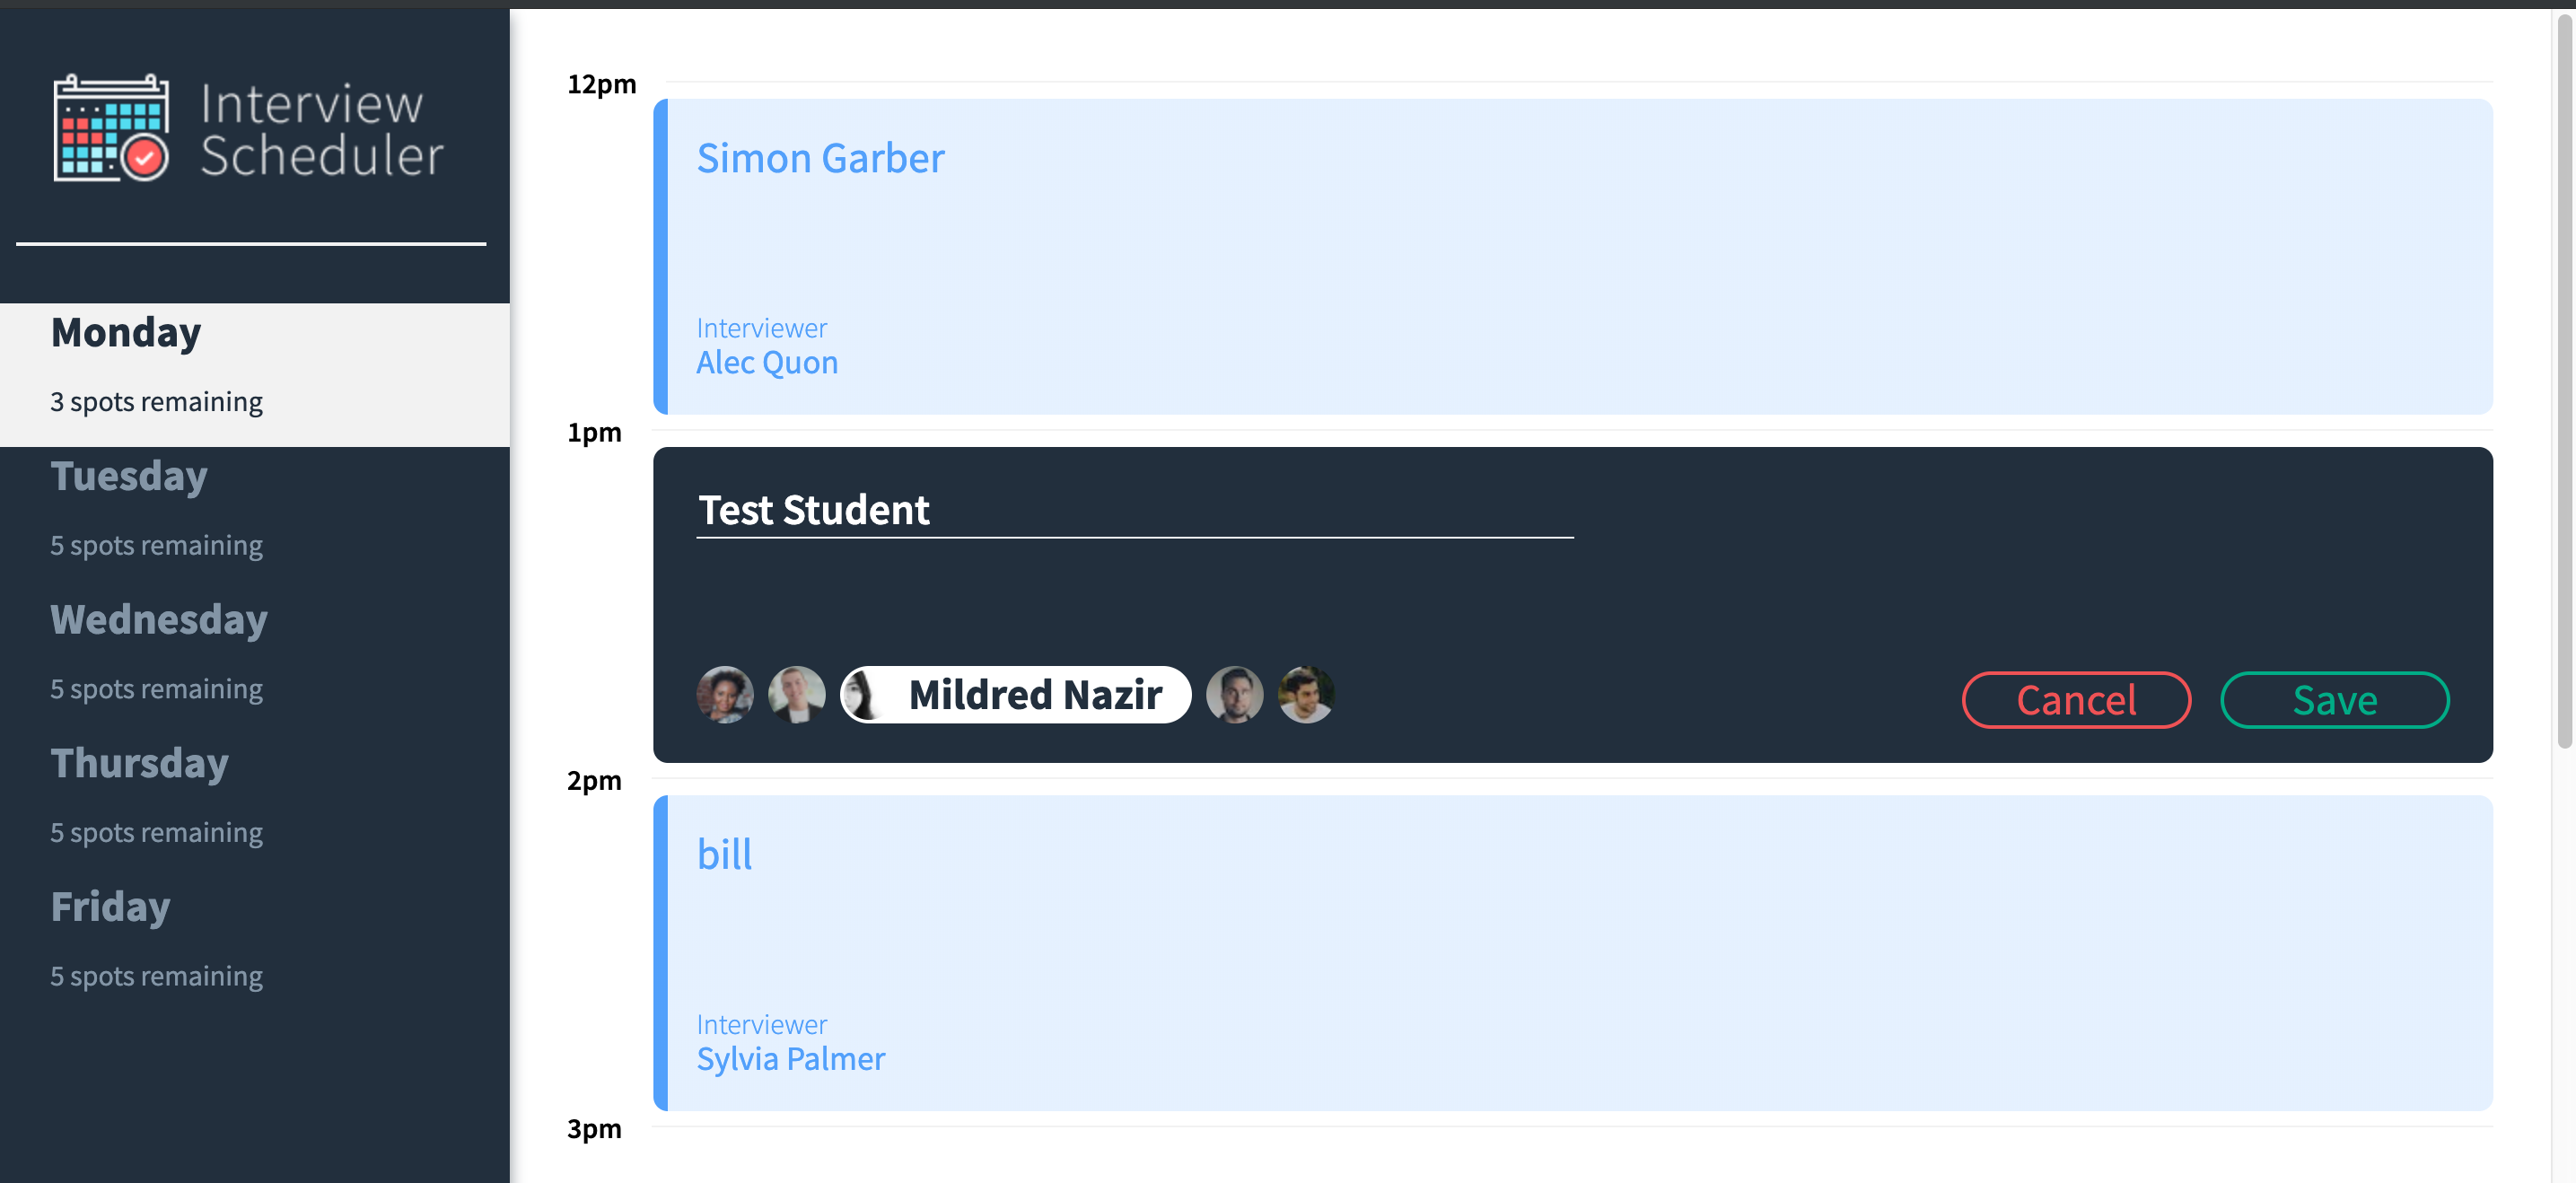 Interview
Scheduler
Monday
3 spots remaining
Tuesday
5 spots remaining
Wednesday
5 spots remaining
Thursday
5 spots remaining
Friday
5 spots remaining
12pm
Simon Garber
Interviewer
Alec Quon
1pm
Test Student
Mildred Nazir
Cancel
Save
2pm
bill
Interviewer
Sylvia Palmer
3pm